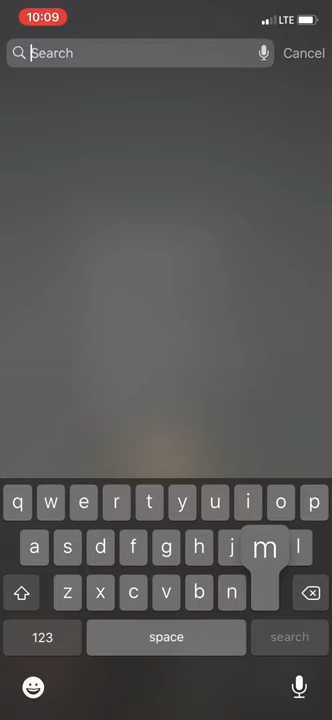 10:09
LTE
Search
Cancel
q w e r t y u i o p
a s d f g h j m l
z x c v b n
123 space search